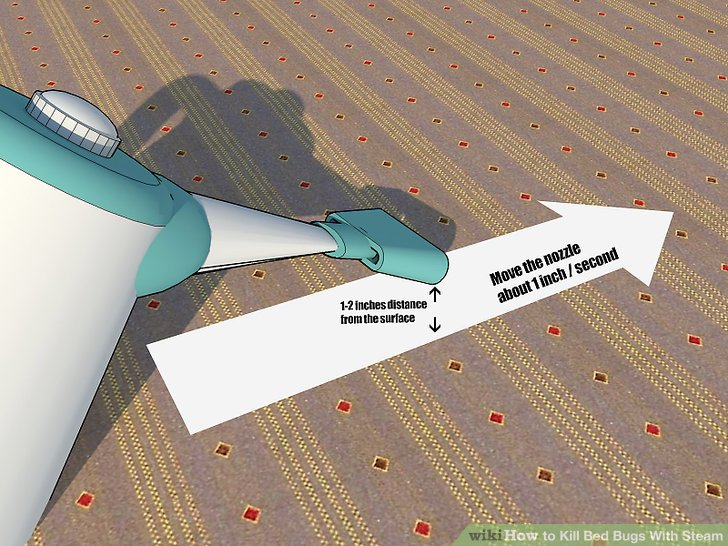 Move the nozzle
about 1 inch / second
1-2 inches distance
from the surface
wikiHow to Kill Bed Bugs With Steam